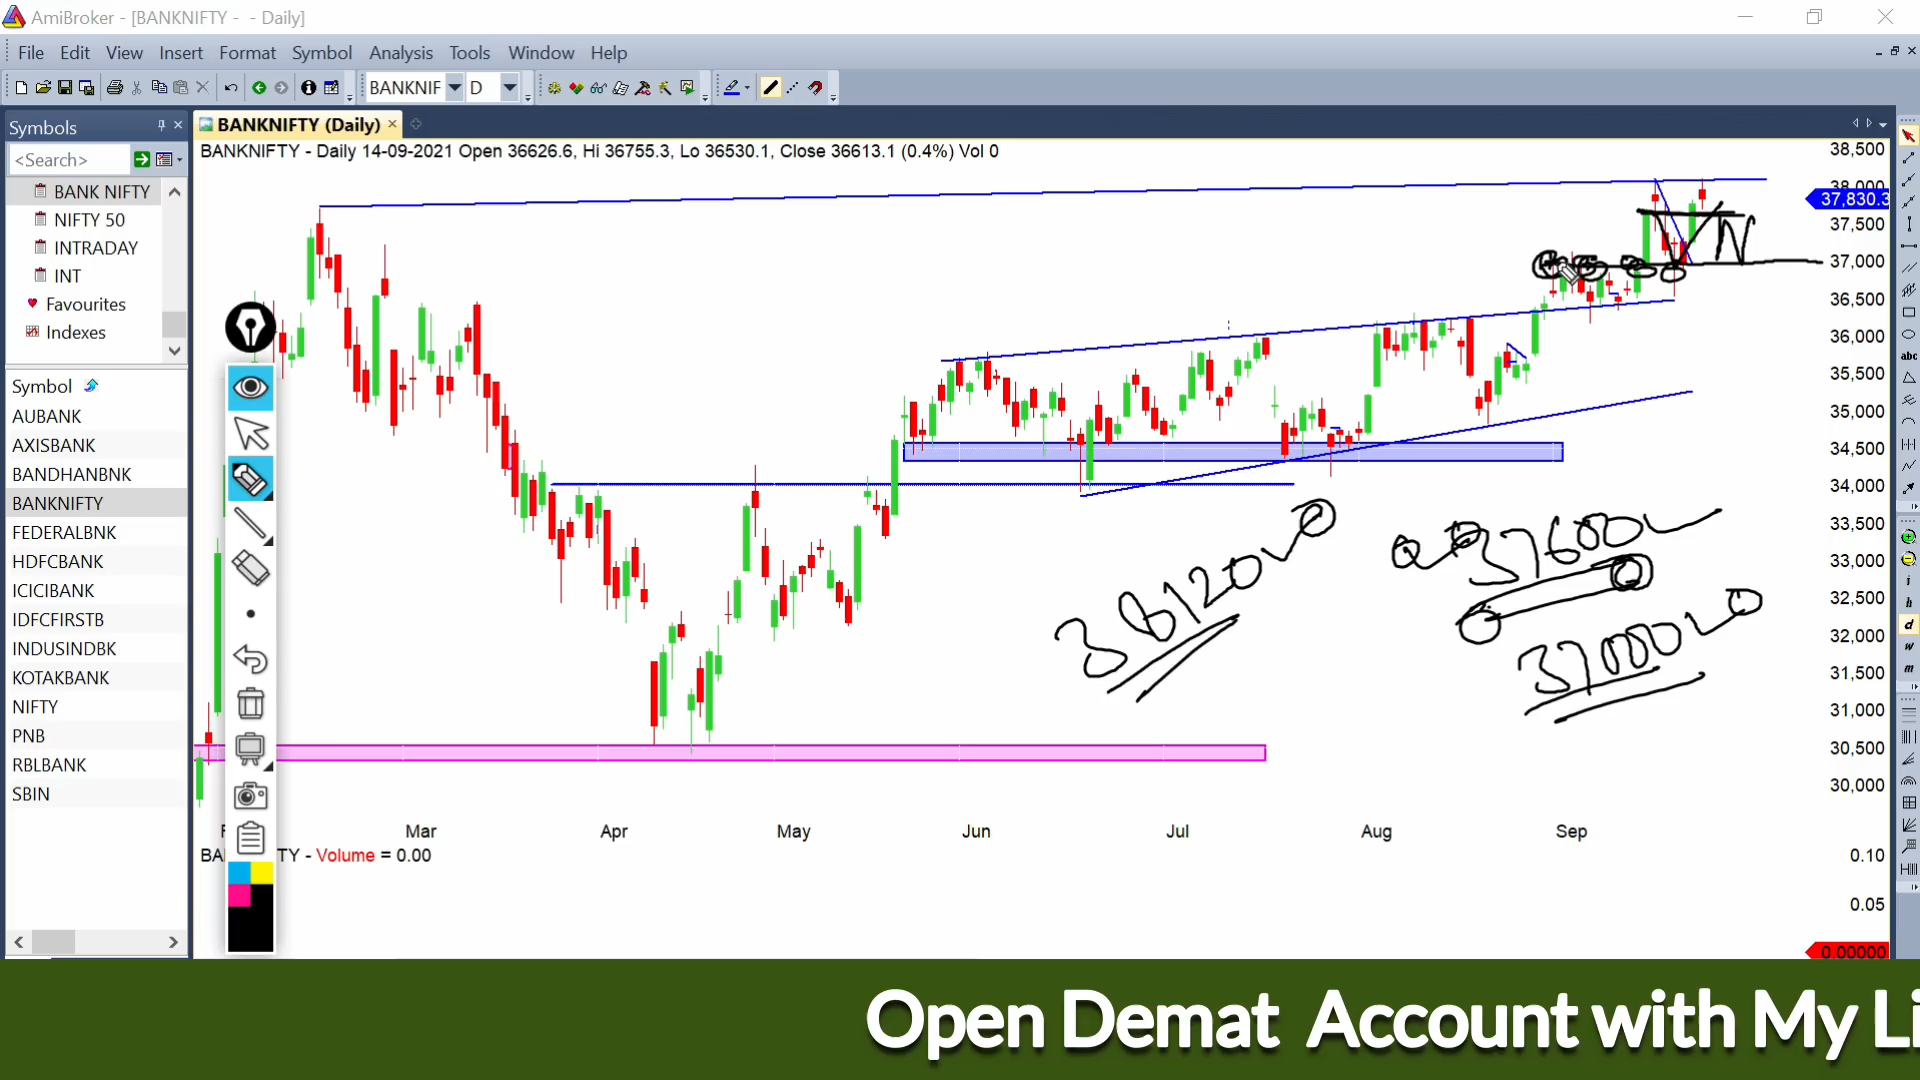 AmiBroker - [BANKNIFTY - - Daily]
File Edit View Insert Format Symbol Analysis Tools Window Help
BANKNIF D
Symbols
BANKNIFTY (Daily)
<Search>
BANKNIFTY - Daily 14-09-2021 Open 36626.6, Hi 36755.3, Lo 36530.1, Close 36613.1 (0.4%) Vol 0
BANK NIFTY
NIFTY 50
INTRADAY
INT
Favourites
Indexes
Symbol
AUBANK
AXISBANK
BANDHANBNK
BANKNIFTY
FEDERALBNK
HDFCBANK
ICICIBANK
IDFCFIRSTB
INDUSINDBK
KOTAKBANK
NIFTY
PNB
RBLBANK
SBIN
38,500
38,000
37,830.3
37,500
37,000
36,500
36,000
35,500
35,000
34,500
34,000
33,500
33,000
32,500
32,000
31,500
31,000
30,500
30,000
VN
38120
37600
37000
abc
i
h
d
w
m
Mar Apr May Jun Jul Aug Sep
Volume = 0.00
0.10
0.05
0.00000
Open Demat Account with My Li